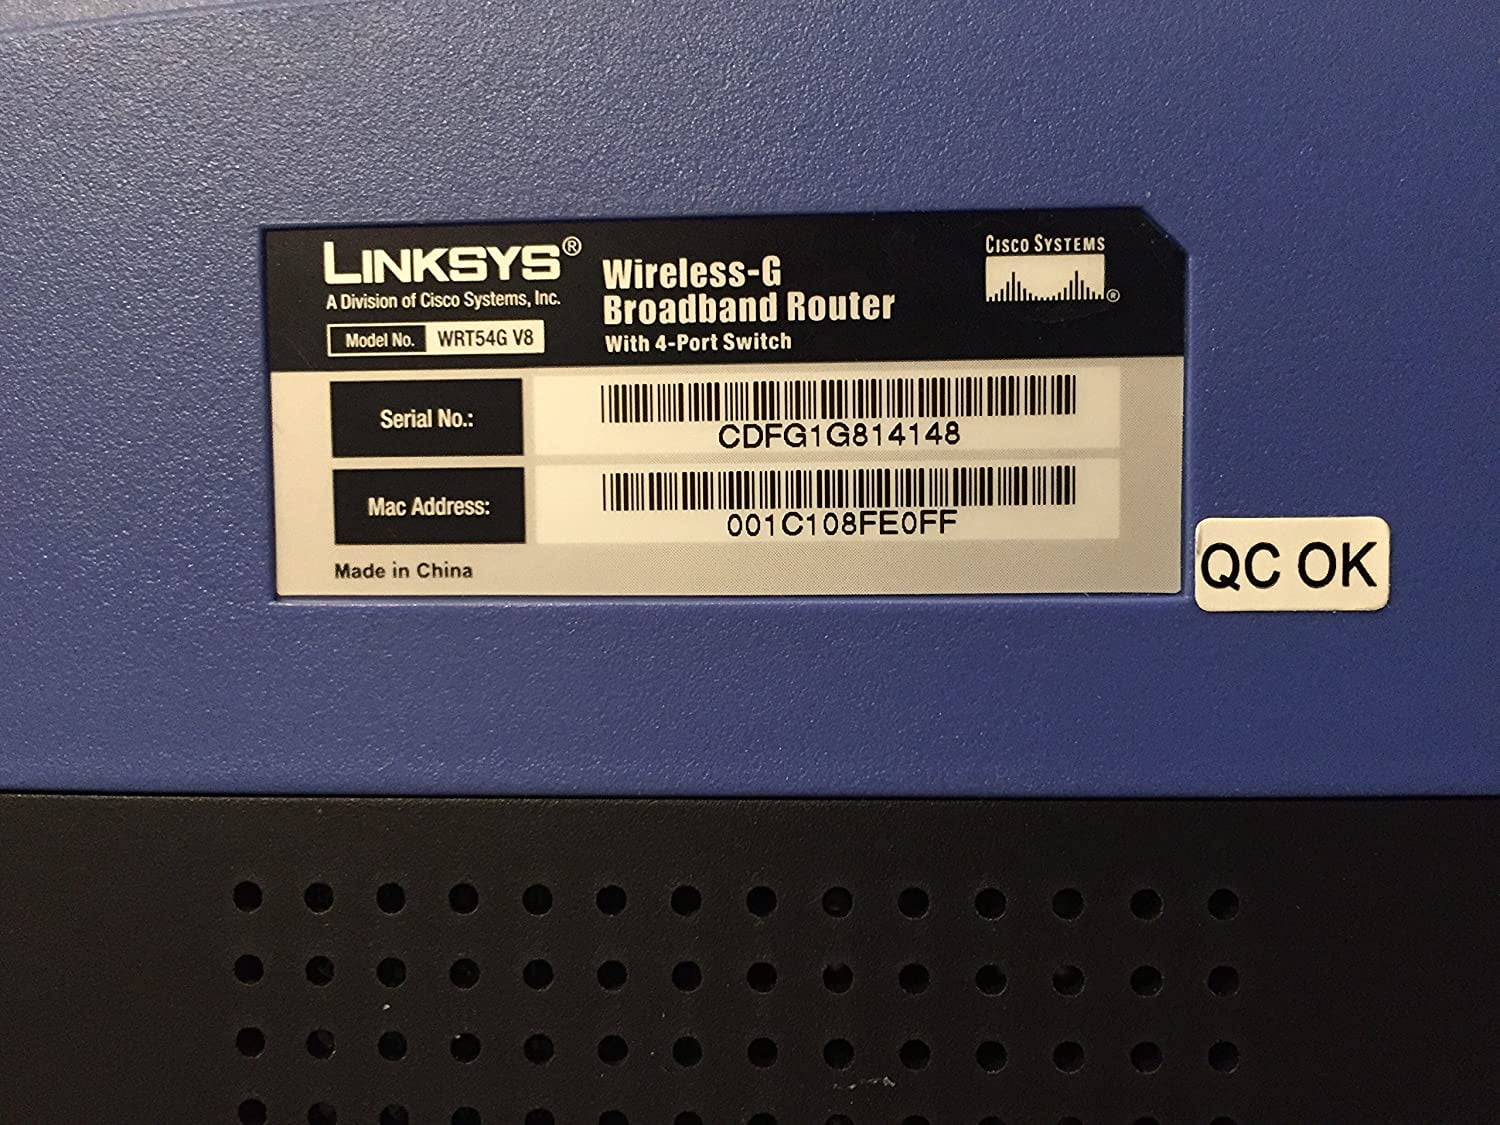 LINKSYS®
A Division of Cisco Systems, Inc.
Model No. WRT54G V8
Wireless-G
Broadband Router
With 4-Port Switch
CISCO SYSTEMS
®
Serial No.:
CDFG1G814148
Mac Address:
001C108FE0FF
Made in China
QC OK